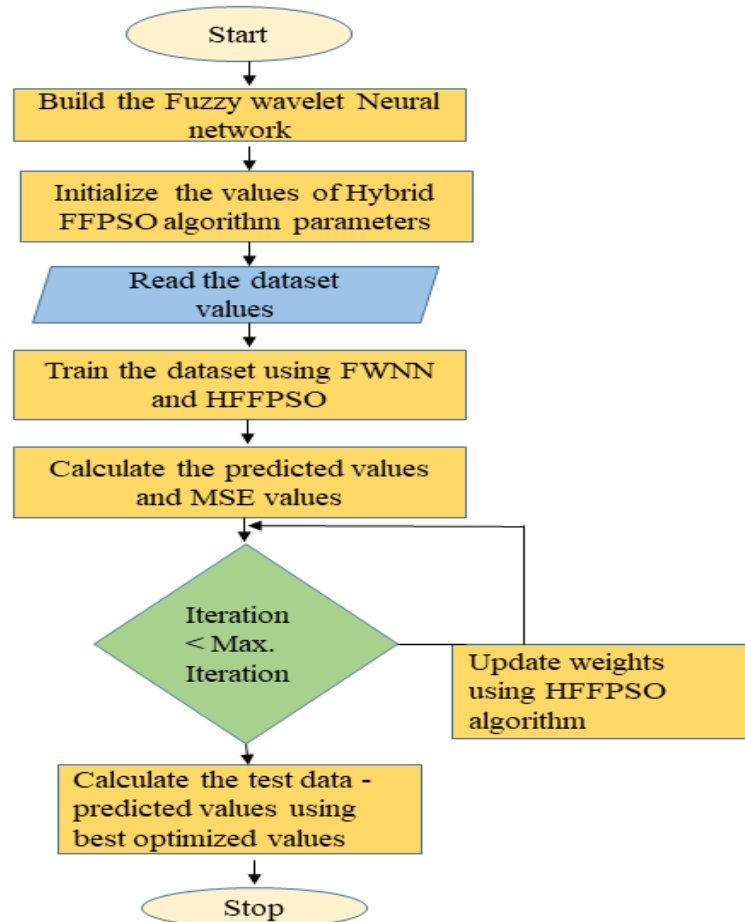 Start
Build the Fuzzy wavelet Neural
network
Initialize the values of Hybrid
FFPSO algorithm parameters
Read the dataset
values
Train the dataset using FWNN
and HFFPSO
Calculate the predicted values
and MSE values
Iteration
< Max.
Iteration
Update weights
using HFFPSO
algorithm
Calculate the test data -
predicted values using
best optimized values
Stop